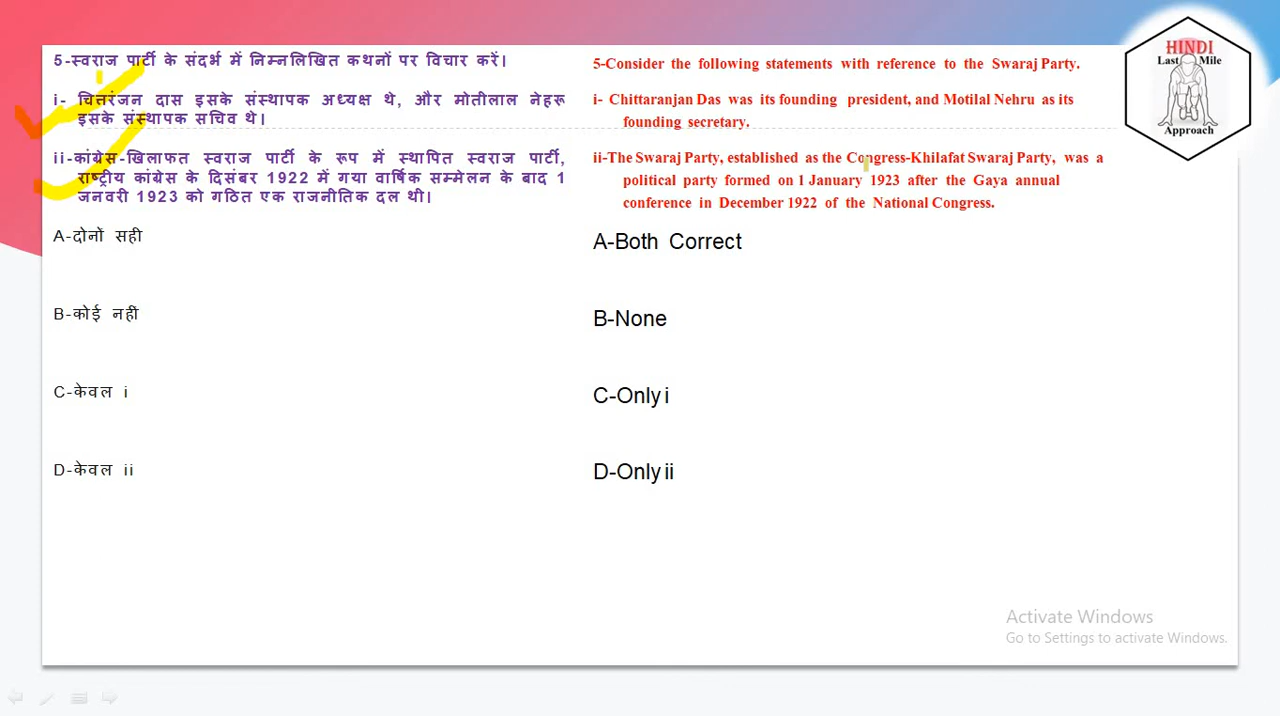 5-स्वराज पार्टी के संदर्भ में निम्नलिखित कथनों पर विचार करें।
i- चित्तरंजन दास इसके संस्थापक अध्यक्ष थे, और मोतीलाल नेहरू
इसके संस्थापक सचिव थे।
ii-कांग्रेस-खिलाफत स्वराज पार्टी के रूप में स्थापित स्वराज पार्टी,
राष्ट्रीय कांग्रेस के दिसंबर 1922 में गया वार्षिक सम्मेलन के बाद 1
जनवरी 1923 को गठित एक राजनीतिक दल थी।
A-दोनों सही
B-कोई नहीं
C-केवल i
D-केवल ii
5-Consider the following statements with reference to the Swaraj Party.
i- Chittaranjan Das was its founding president, and Motilal Nehru as its
founding secretary.
ii-The Swaraj Party, established as the Congress-Khilafat Swaraj Party, was a
political party formed on 1 January 1923 after the Gaya annual
conference in December 1922 of the National Congress.
A-Both Correct
B-None
C-Only i
D-Only ii
HINDI
Last Mile
Approach
Activate Windows
Go to Settings to activate Windows.